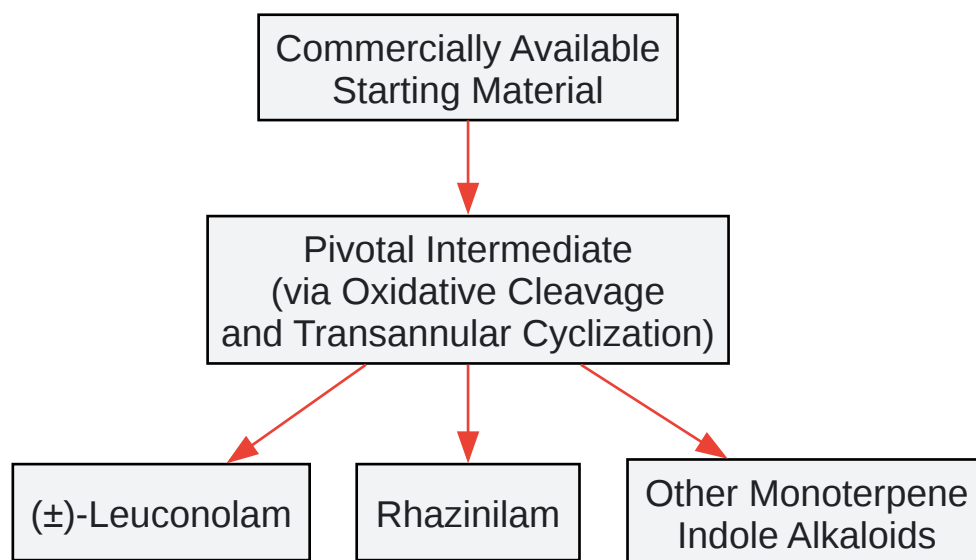 Commercially Available
Starting Material
Pivotal Intermediate
(via Oxidative Cleavage
and Transannular Cyclization)
(±)-Leuconolam
Rhazinilam
Other Monoterpene
Indole Alkaloids